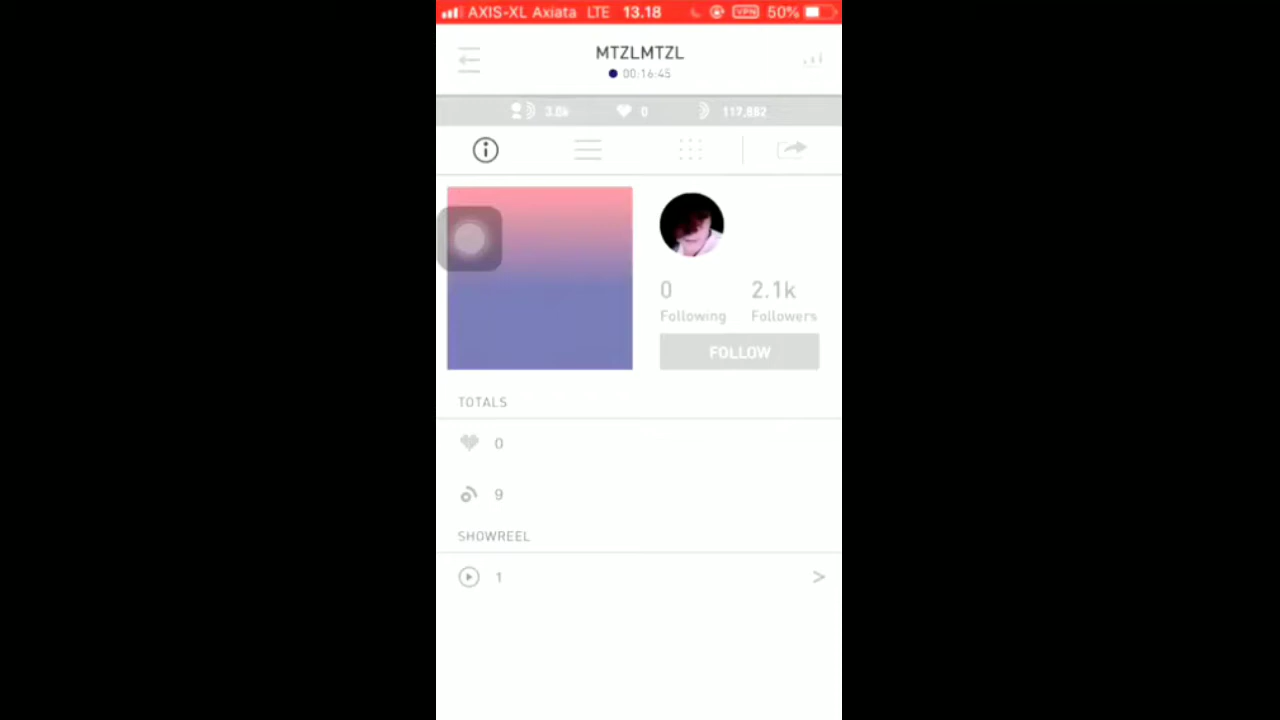 AXIS-XL Axiata LTE 13.18 VPN 50%
MTZLMTZL
00:16:45
3.0k 0 117,882
0 2.1k
Following Followers
FOLLOW
TOTALS
0
9
SHOWREEL
1 >